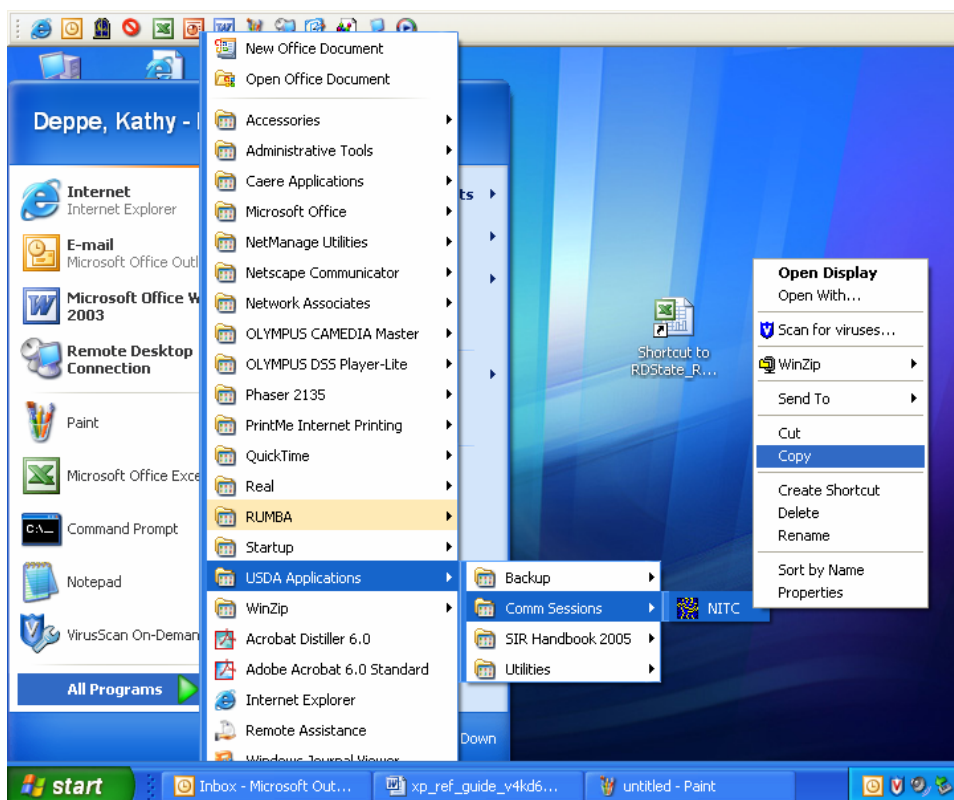 New Office Document
Open Office Document
Accessories
Administrative Tools
Caere Applications
Microsoft Office
NetManage Utilities
Netscape Communicator
Network Associates
OLYMPUS CAMEDIA Master
OLYMPUS DSS Player-Lite
Phaser 2135
PrintMe Internet Printing
QuickTime
Real
RUMBA
Startup
USDA Applications
WinZip
Acrobat Distiller 6.0
Adobe Acrobat 6.0 Standard
Internet Explorer
Remote Assistance
Windows Journal Viewer
Deppe, Kathy -
Internet
Internet Explorer
E-mail
Microsoft Office Outl
Microsoft Office W
2003
Remote Desktop
Connection
Paint
Microsoft Office Exce
C:\_
Command Prompt
Notepad
VirusScan On-Deman
All Programs
ts
Down
Backup
Comm Sessions
SIR Handbook 2005
Utilities
NITC
Shortcut to
RDState_R...
Open Display
Open With...
Scan for viruses...
WinZip
Send To
Cut
Copy
Create Shortcut
Delete
Rename
Sort by Name
Properties
start
Inbox - Microsoft Out...
xp_ref_guide_v4kd6...
untitled - Paint